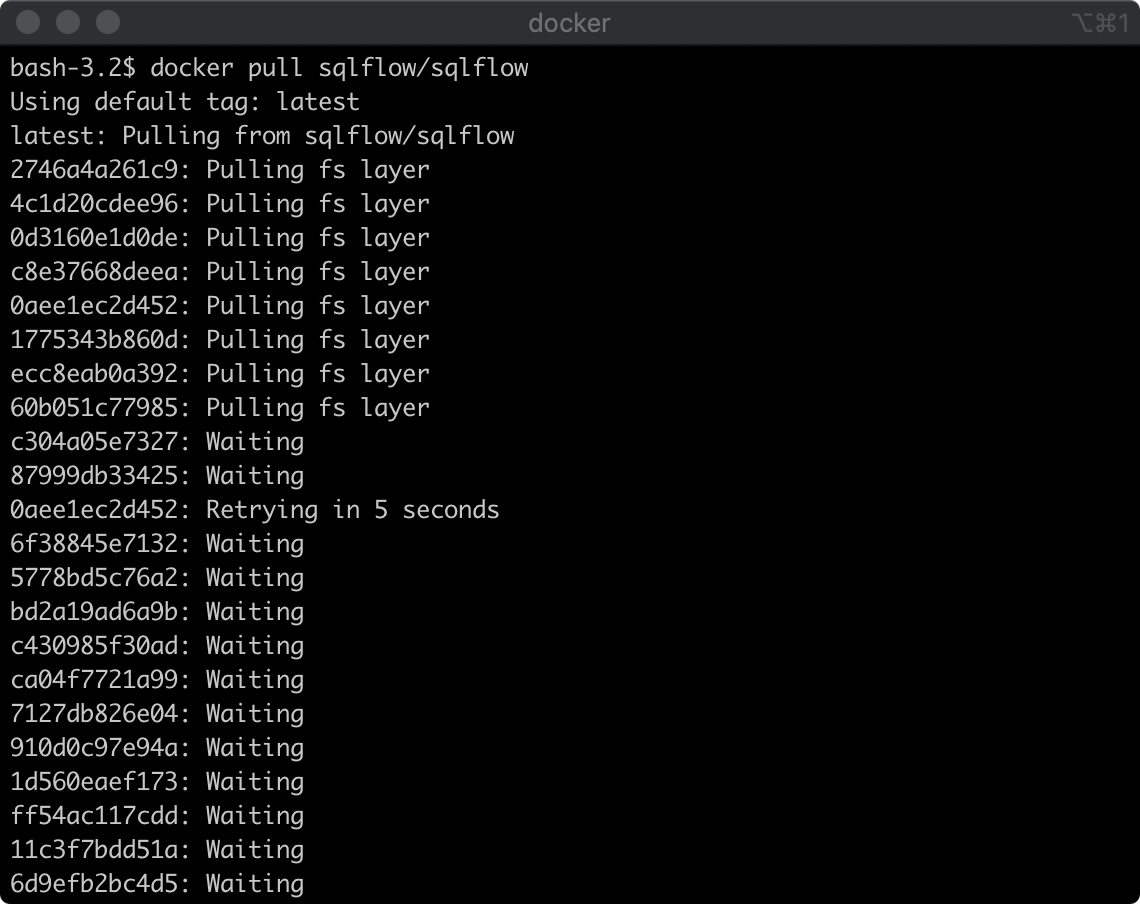 docker
⌥⌘1
bash-3.2$ docker pull sqlflow/sqlflow
Using default tag: latest
latest: Pulling from sqlflow/sqlflow
2746a4a261c9: Pulling fs layer
4c1d20cdee96: Pulling fs layer
0d3160e1d0de: Pulling fs layer
c8e37668deea: Pulling fs layer
0aee1ec2d452: Pulling fs layer
1775343b860d: Pulling fs layer
ecc8eab0a392: Pulling fs layer
60b051c77985: Pulling fs layer
c304a05e7327: Waiting
87999db33425: Waiting
0aee1ec2d452: Retrying in 5 seconds
6f38845e7132: Waiting
5778bd5c76a2: Waiting
bd2a19ad6a9b: Waiting
c430985f30ad: Waiting
ca04f7721a99: Waiting
7127db826e04: Waiting
910d0c97e94a: Waiting
1d560eaef173: Waiting
ff54ac117cdd: Waiting
11c3f7bdd51a: Waiting
6d9efb2bc4d5: Waiting